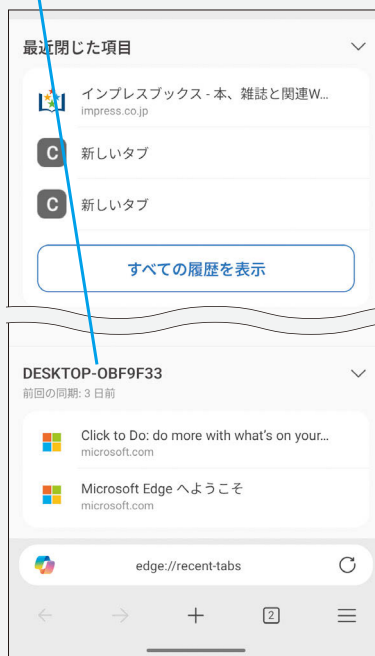 最近閉じた項目
インプレスブックス - 本、雑誌と関連W...
impress.co.jp
C 新しいタブ
C 新しいタブ
すべての履歴を表示
DESKTOP-OBF9F33
前回の同期: 3 日前
Click to Do: do more with what's on your...
microsoft.com
Microsoft Edge へようこそ
microsoft.com
edge://recent-tabs
2